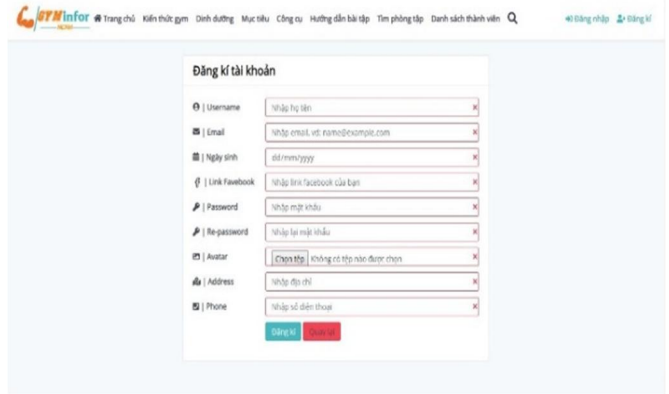 GYM infor Trang chủ Kiến thức gym Dinh dưỡng Mục tiêu Công cụ Hướng dẫn bài tập Tìm phòng tập Danh sách thành viên Đăng nhập Đăng kí
Đăng kí tài khoản
| Username Nhập họ tên ×
| Email Nhập email. vd: name@example.com ×
| Ngày sinh dd/mm/yyyy ×
| Link Favebook Nhập link facebook của bạn ×
| Password Nhập mật khẩu ×
| Re-password Nhập lại mật khẩu ×
| Avatar Chọn tệp Không có tệp nào được chọn ×
| Address Nhập địa chỉ ×
| Phone Nhập số điện thoại ×
Đăng kí Quay lại